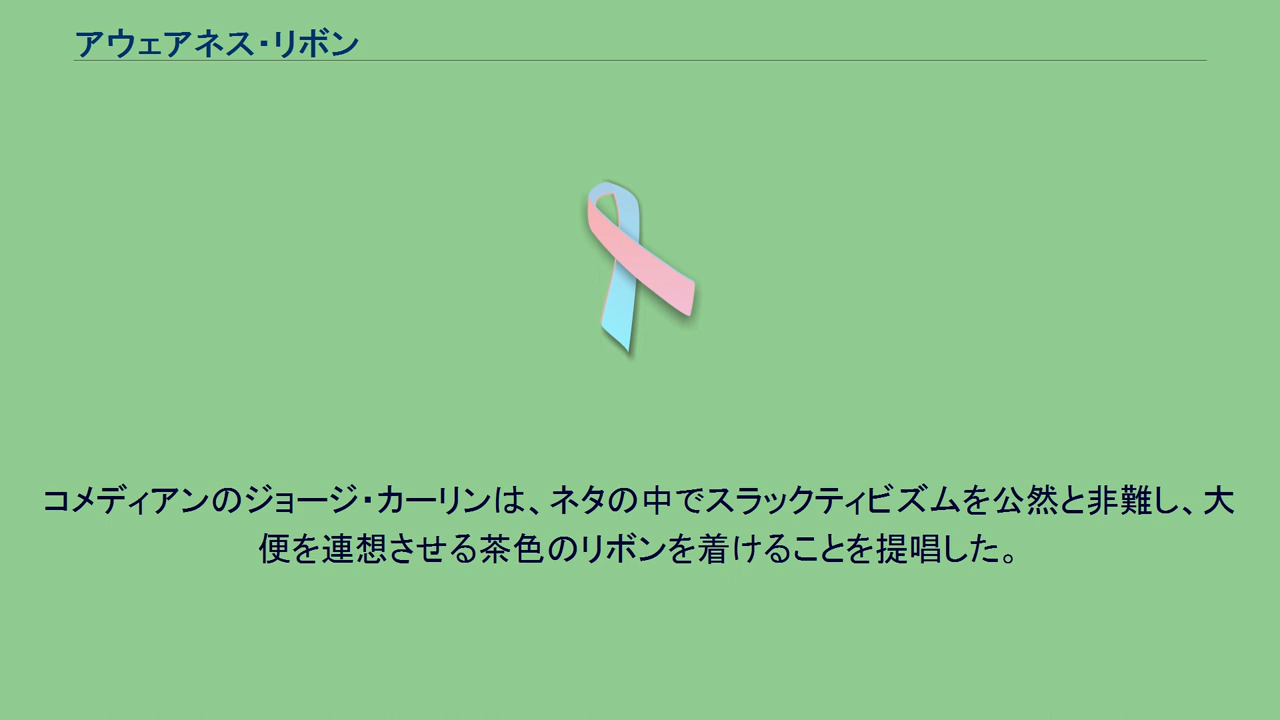 アウェアネス・リボン
コメディアンのジョージ・カーリンは、ネタの中でスラックティビズムを公然と非難し、大
便を連想させる茶色のリボンを着けることを提唱した。